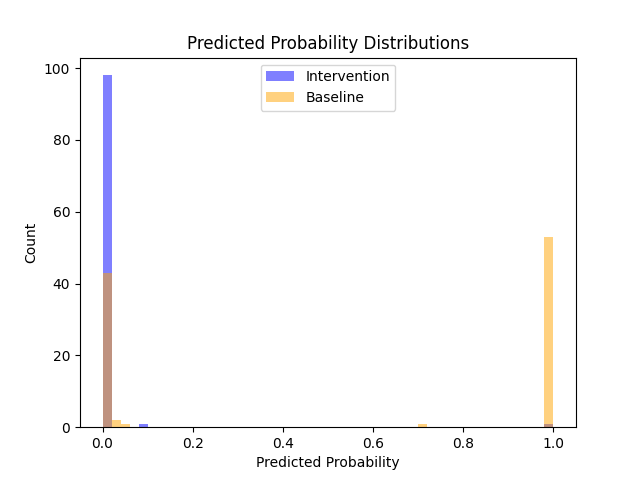 Predicted Probability Distributions
Intervention
Baseline
Count
100
80
60
40
20
0
0.0 0.2 0.4 0.6 0.8 1.0
Predicted Probability